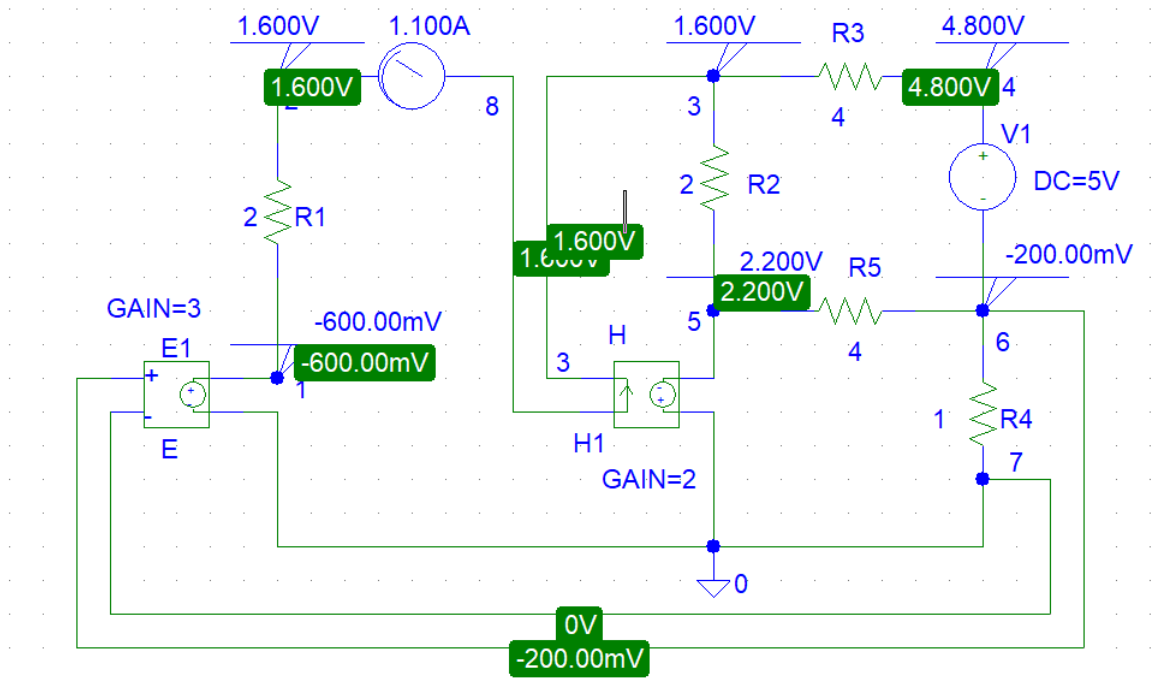 1.600V
1.100A
1.600V
R3
4.800V
1.600V
4.800V
4
2
8
3
4
V1
+
-
DC=5V
2
R1
2
R2
1.600V
1.6
V
2.200V
R5
-200.00mV
2.200V
GAIN=3
-600.00mV
5
4
6
E1
-600.00mV
H
3
1
+
-
+
-
-
+
E
H1
GAIN=2
1
R4
7
0
0V
-200.00mV